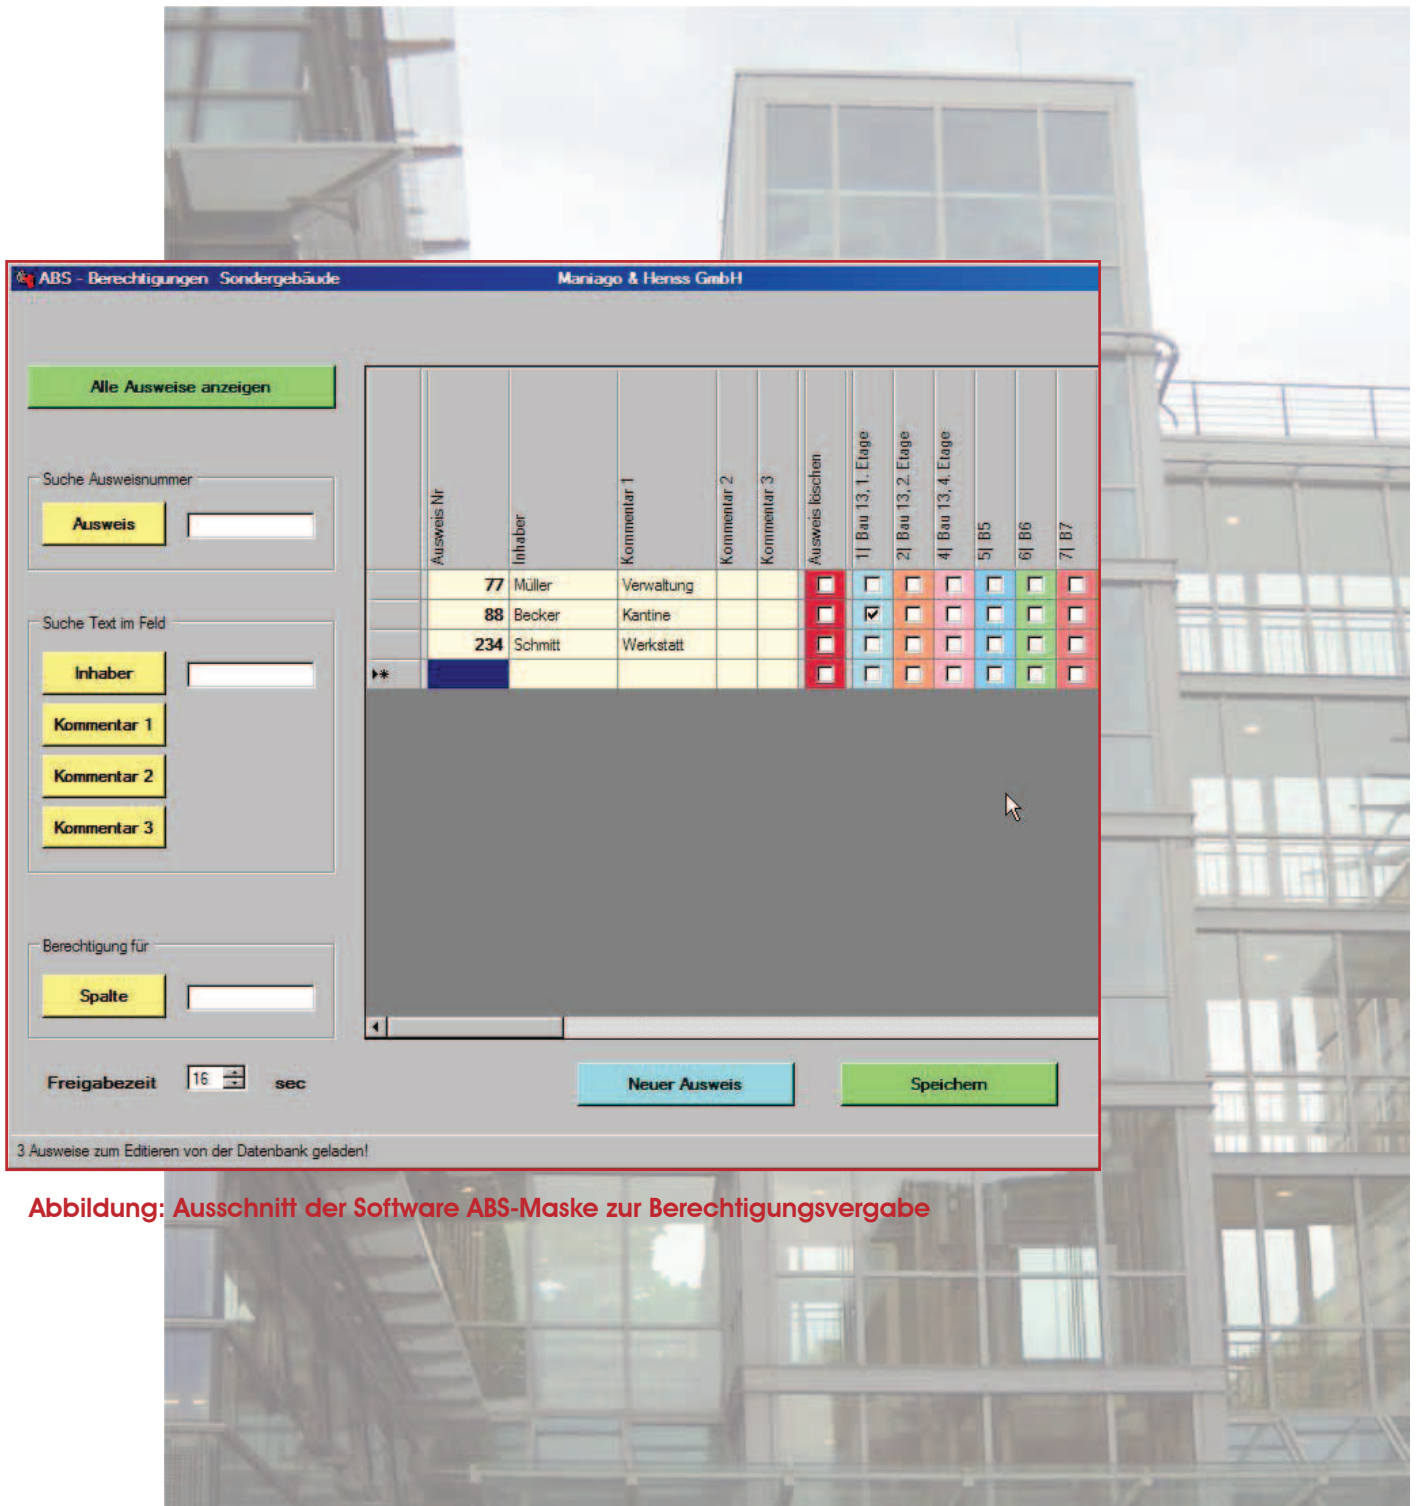 ABS - Berechtigungen Sondergebäude Maniago & Henss GmbH
Alle Ausweise anzeigen
Suche Ausweisnummer
Ausweis
Suche Text im Feld
Inhaber
Kommentar 1
Kommentar 2
Kommentar 3
Berechtigung für
Spalte
Freigabezeit 16 sec
Ausweis Nr
Inhaber
Kommentar 1
Kommentar 2
Kommentar 3
Ausweis löschen
1| Bau 13, 1. Etage
2| Bau 13, 2. Etage
4| Bau 13, 4. Etage
5| B5
6| B6
7| B7
77 Müller Verwaltung
88 Becker Kantine
234 Schmitt Werkstatt
Neuer Ausweis Speichern
3 Ausweise zum Editieren von der Datenbank geladen!
Abbildung: Ausschnitt der Software ABS-Maske zur Berechtigungsvergabe